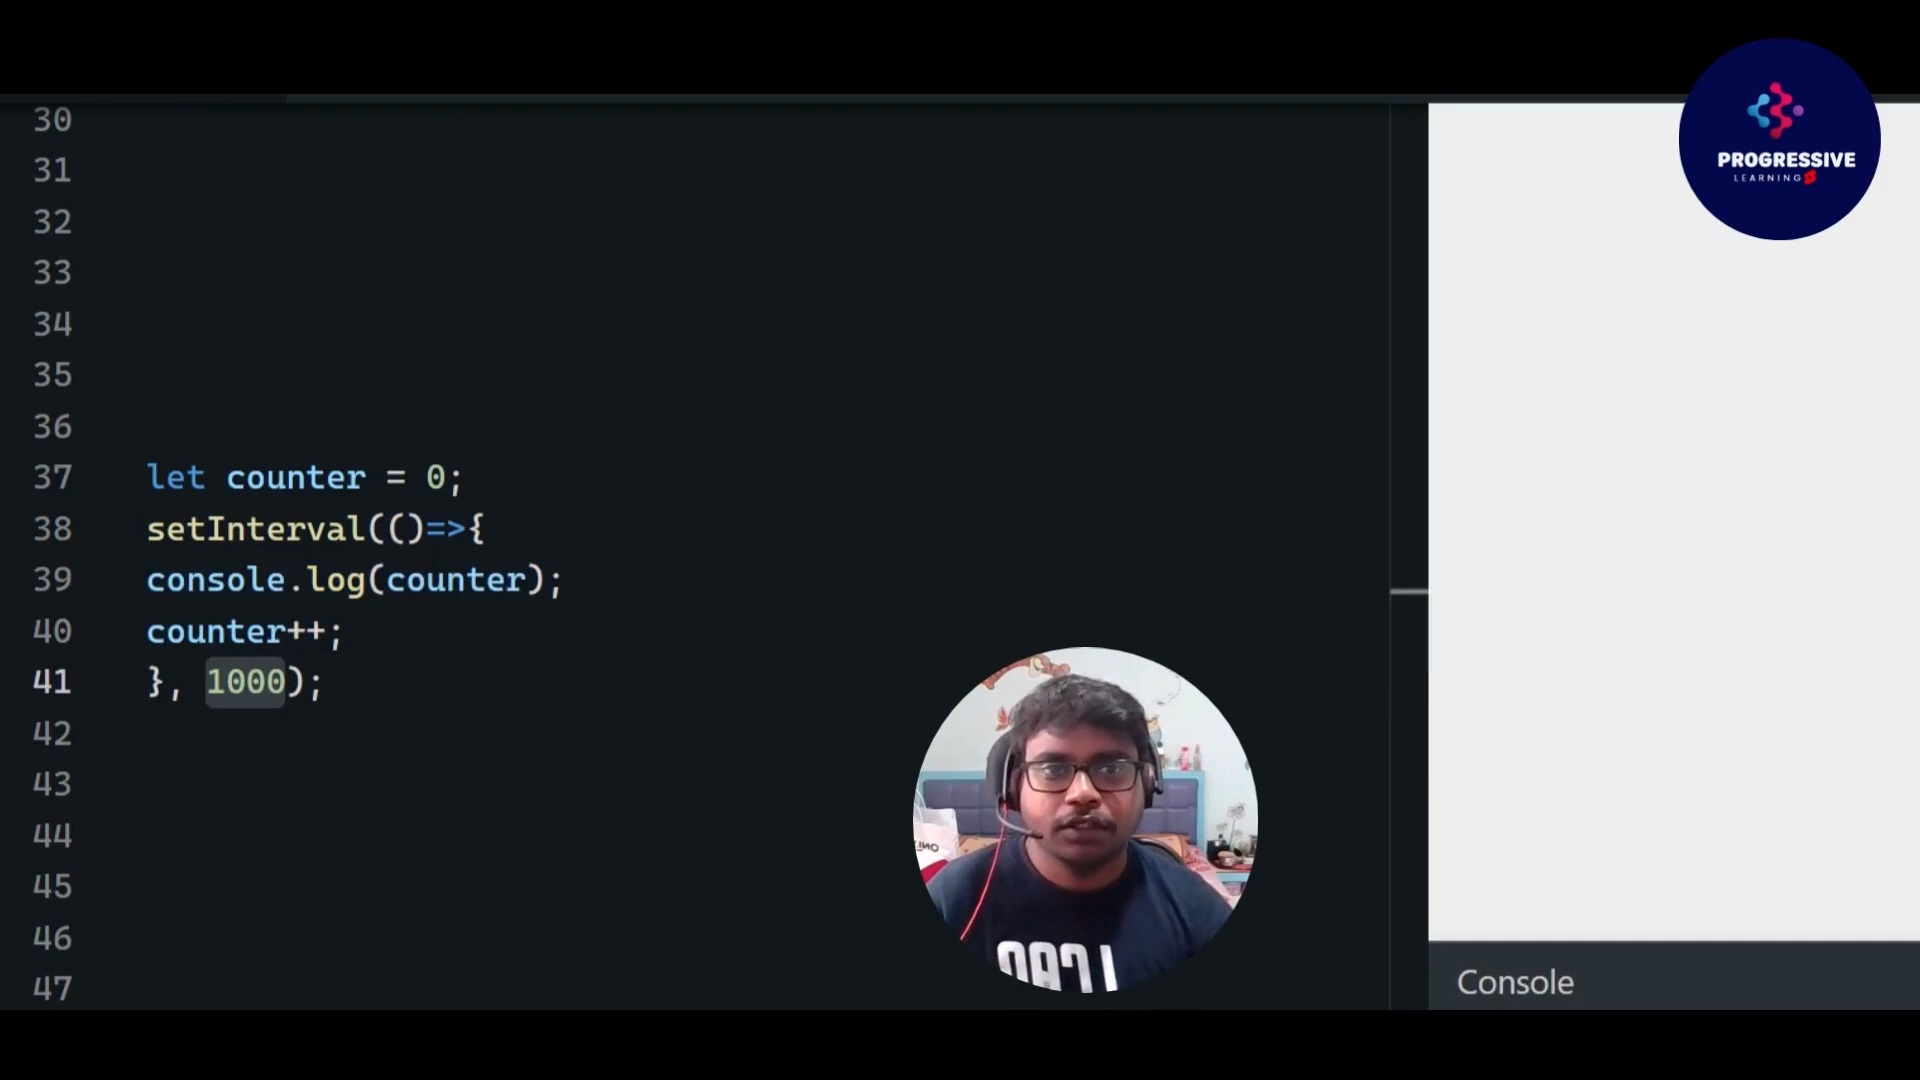 PROGRESSIVE
LEARNING
30
31
32
33
34
35
36
37 let counter = 0;
38 setInterval(()=>{
39 console.log(counter);
40 counter++;
41 }, 1000);
42
43
44
45
46
47
Console